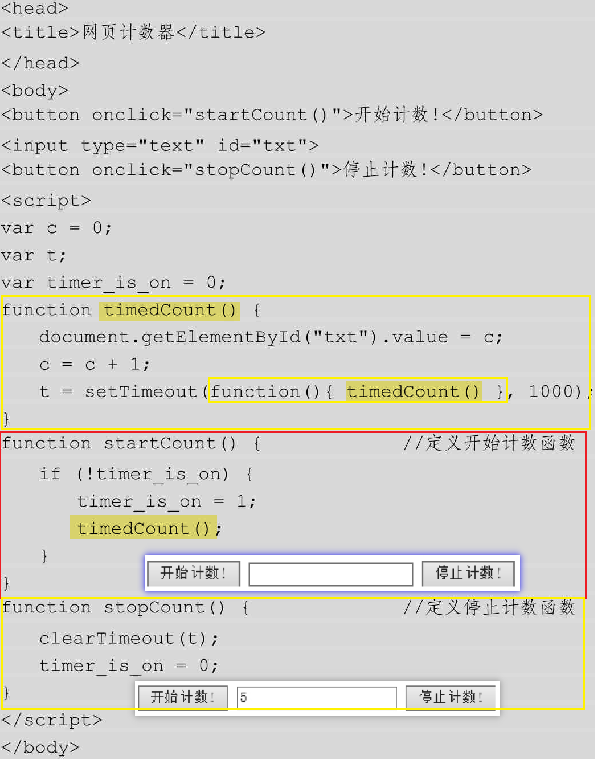 <head>
<title>网页计数器</title>
</head>
<body>
<button onclick="startCount()">开始计数!</button>
<input type="text" id="txt">
<button onclick="stopCount()">停止计数!</button>
<script>
var c = 0;
var t;
var timer_is_on = 0;
function timedCount() {
document.getElementById("txt").value = c;
c = c + 1;
t = setTimeout(function(){ timedCount() }, 1000);
}
function startCount() { //定义开始计数函数
if (!timer_is_on) {
timer_is_on = 1;
timedCount();
}
开始计数! 停止计数!
}
function stopCount() { //定义停止计数函数
clearTimeout(t);
timer_is_on = 0;
}
开始计数! 5 停止计数!
</script>
</body>